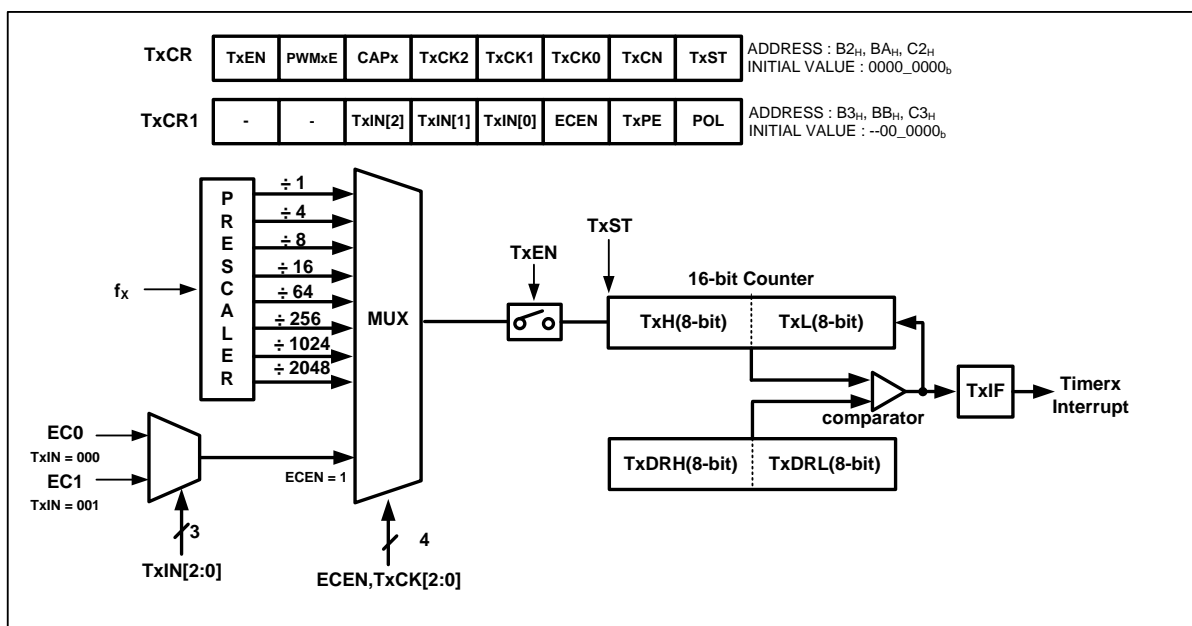 TxCR TxEN PWMxE CAPx TxCK2 TxCK1 TxCK0 TxCN TxST
ADDRESS : B2H, BAH, C2H
INITIAL VALUE : 0000_0000b
TxCR1 - - TxIN[2] TxIN[1] TxIN[0] ECEN TxPE POL
ADDRESS : B3H, BBH, C3H
INITIAL VALUE : --00_0000b
fX
PRESCALER
÷ 1
÷ 4
÷ 8
÷ 16
÷ 64
÷ 256
÷ 1024
÷ 2048
MUX
TxEN
TxST
16-bit Counter
TxH(8-bit) TxL(8-bit)
comparator
TxIF
Timerx
Interrupt
TxDRH(8-bit) TxDRL(8-bit)
EC0
TxIN = 000
EC1
TxIN = 001
ECEN = 1
3
TxIN[2:0]
4
ECEN,TxCK[2:0]